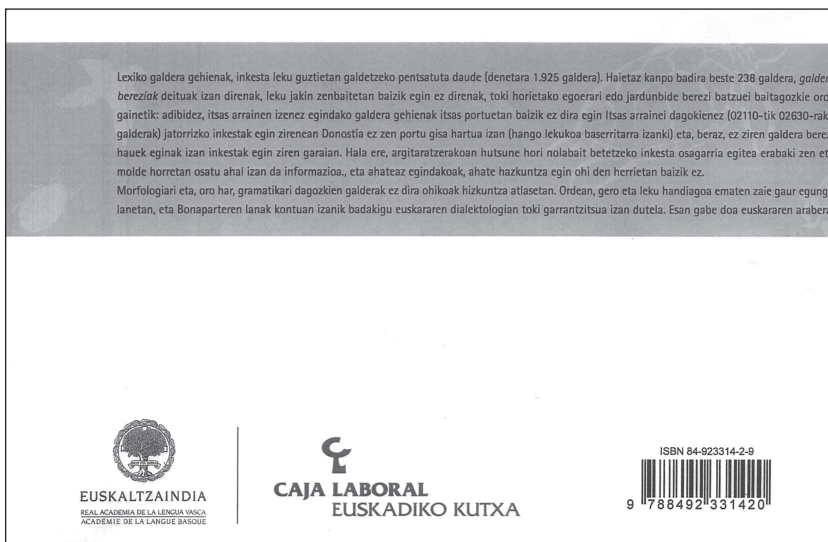 Lexiko galdera gehienak, inkesta leku guztietan galdetzeko pentsatuta daude (denetara 1.925 galdera). Haietaz kanpo badira beste 238 galdera, galder
bereziak deituak izan direnak, leku jakin zenbaitetan baizik egin ez direnak, toki horietako egoerari edo jardunbide berezi batzuei baitagozkie oro
gainetik: adibidez, itsas arrainen izenez egindako galdera gehienak itsas portuetan baizik ez dira egin Itsas arrainei dagokienez (02110-tik 02630-rak
galderak) jatorrizko inkestak egin zirenean Donostia ez zen portu gisa hartua izan (hango lekukoa baserritarra izanki) eta, beraz, ez ziren galdera berez
hauek eginak izan inkestak egin ziren garaian. Hala ere, argitaratzerakoan hutsune hori nolabait betetzeko inkesta osagarria egitea erabaki zen et
molde horretan osatu ahal izan da informazioa., eta ahateaz egindakoak, ahate hazkuntza egin ohi den herrietan baizik ez.
Morfologiari eta, oro har, gramatikari dagozkien galderak ez dira ohikoak hizkuntza atlasetan. Ordean, gero eta leku handiagoa ematen zaie gaur egung
lanetan, eta Bonaparteren lanak kontuan izanik badakigu euskararen dialektologian toki garrantzitsua izan dutela. Esan gabe doa euskararen arabera
EUSKALTZAINDIA
REAL ACADEMIA DE LA LENGUA VASCA
ACADÉMIE DE LA LANGUE BASQUE
CAJA LABORAL
EUSKADIKO KUTXA
ISBN 84-923314-2-9
9 788492 331420